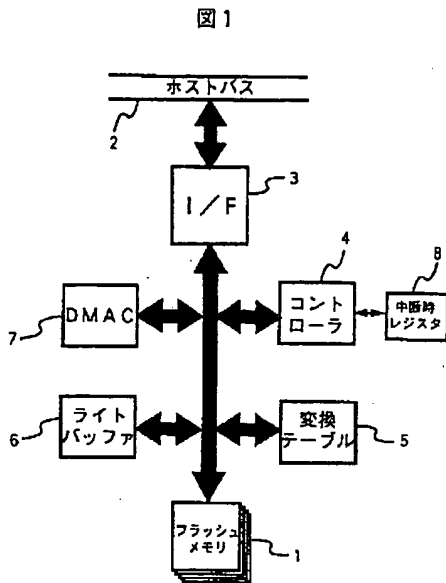 図1
ホストバス
2
I/F
3
4
8
DMAC
コント
ローラ
中断時
レジスタ
7
ライト
バッファ
変換
テーブル
6
5
フラッシュ
メモリ
1